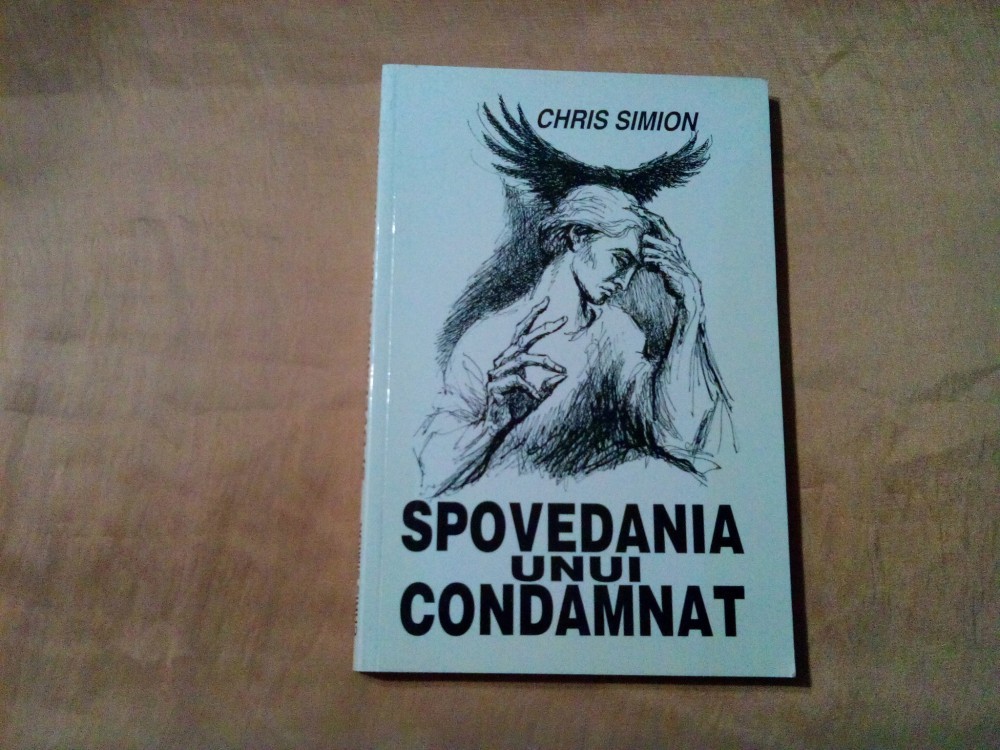 CHRIS SIMION
SPOVEDANIA
UNUI
CONDAMNAT